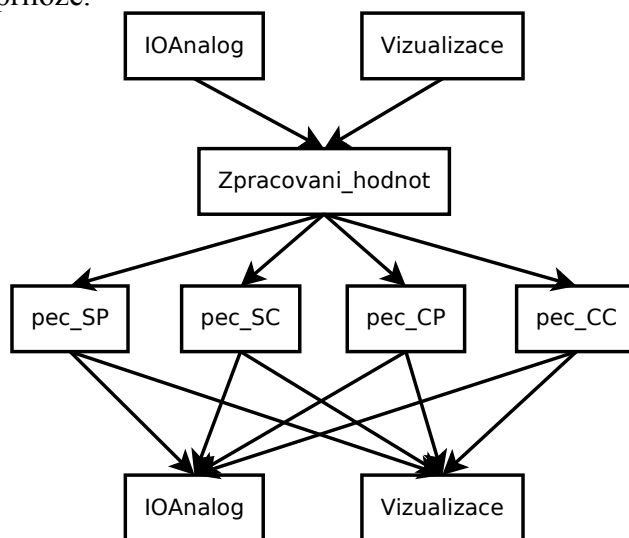 IOAnalog Vizualizace
Zpracovani_hodnot
pec_SP pec_SC pec_CP pec_CC
IOAnalog Vizualizace